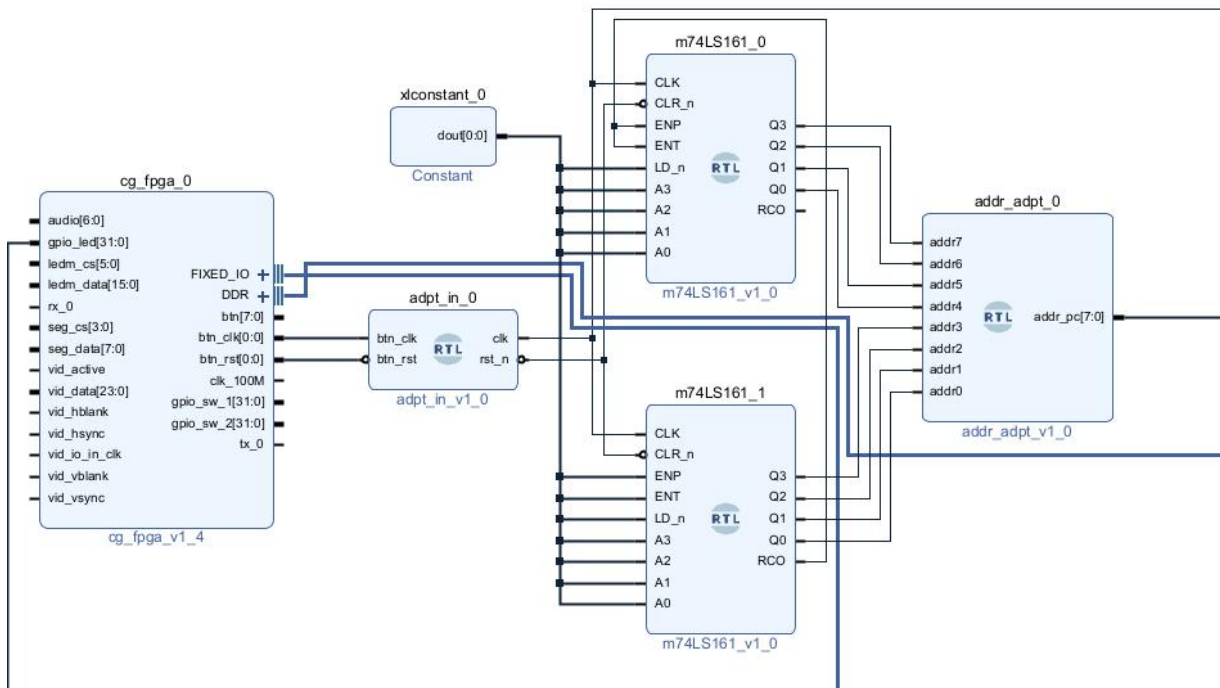 m74LS161_0
CLK
CLR_n
ENP
ENT
LD_n
A3
A2
A1
A0
RTL
Q3
Q2
Q1
Q0
RCO
m74LS161_v1_0
xlconstant_0
dout[0:0]
Constant
cg_fpga_0
audio[6:0]
gpio_led[31:0]
ledm_cs[5:0]
ledm_data[15:0]
rx_0
seg_cs[3:0]
seg_data[7:0]
vid_active
vid_data[23:0]
vid_hblank
vid_hsync
vid_io_in_clk
vid_vblank
vid_vsync
FIXED_IO
DDR
btn[7:0]
btn_clk[0:0]
btn_rst[0:0]
clk_100M
gpio_sw_1[31:0]
gpio_sw_2[31:0]
tx_0
cg_fpga_v1_4
adpt_in_0
btn_clk
btn_rst
RTL
clk
rst_n
adpt_in_v1_0
addr_adpt_0
addr7
addr6
addr5
addr4
addr3
addr2
addr1
addr0
RTL
addr_pc[7:0]
addr_adpt_v1_0
m74LS161_1
CLK
CLR_n
ENP
ENT
LD_n
A3
A2
A1
A0
RTL
Q3
Q2
Q1
Q0
RCO
m74LS161_v1_0